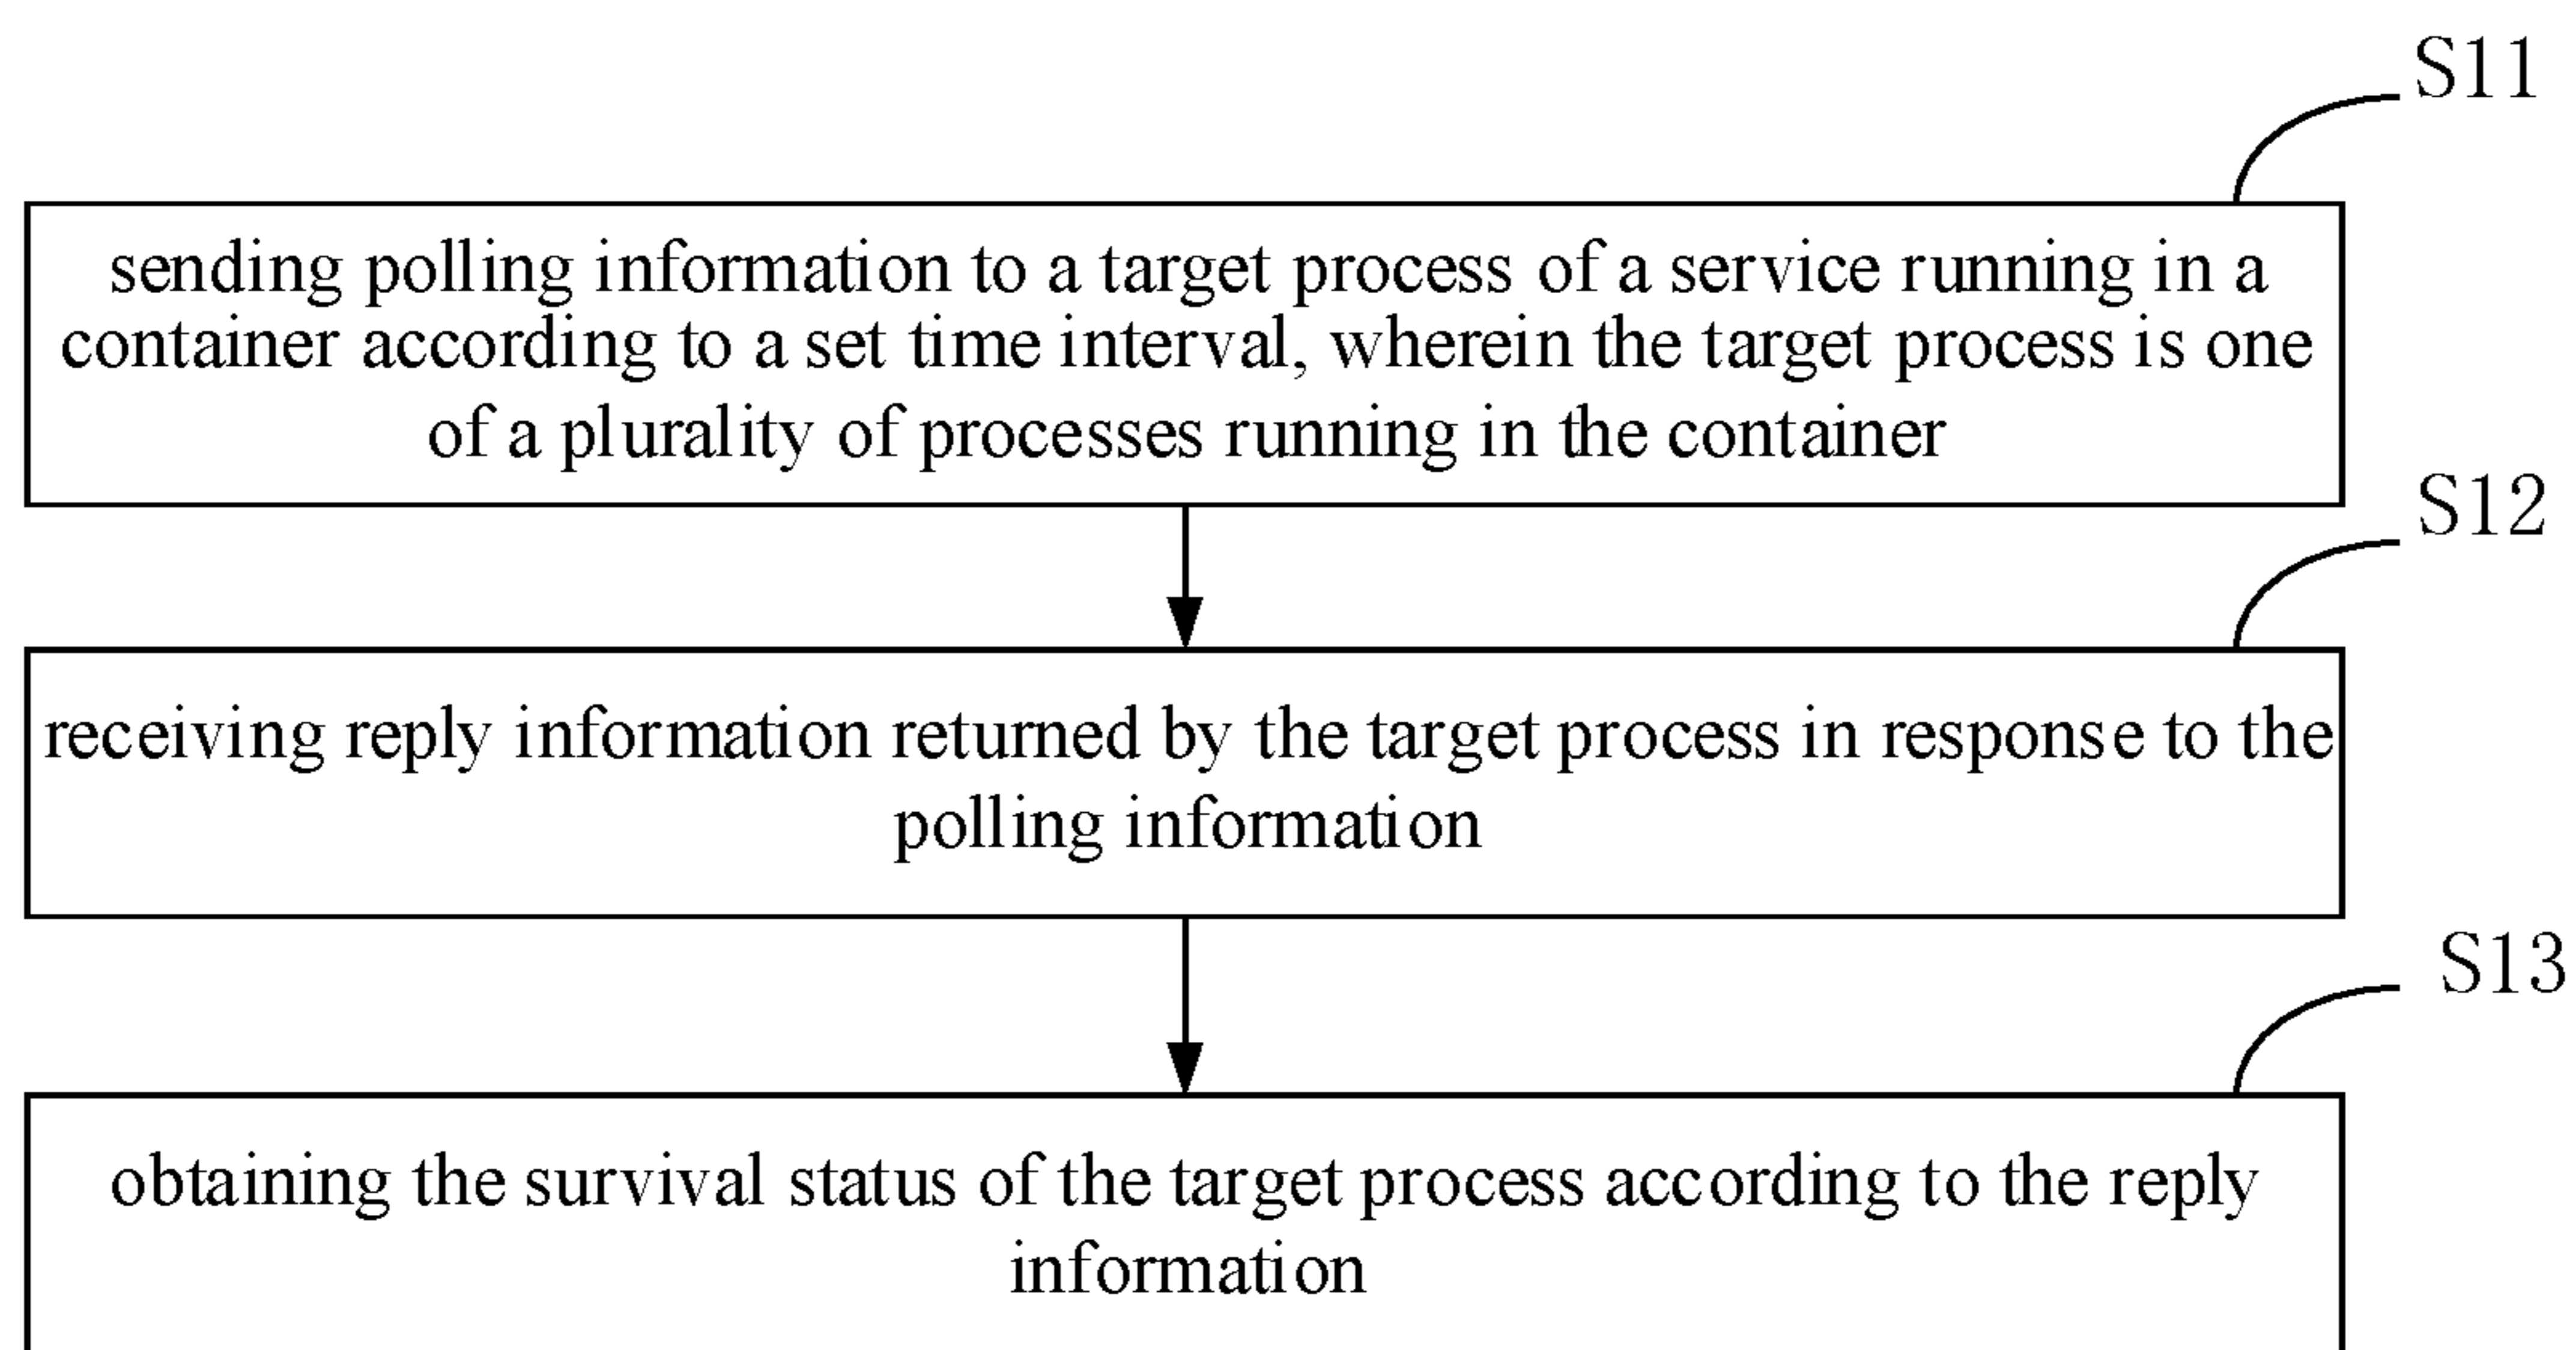 S11
sending polling information to a target process of a service running in a
container according to a set time interval, wherein the target process is one
of a plurality of processes running in the container
S12
receiving reply information returned by the target process in response to the
polling information
S13
obtaining the survival status of the target process according to the reply
information